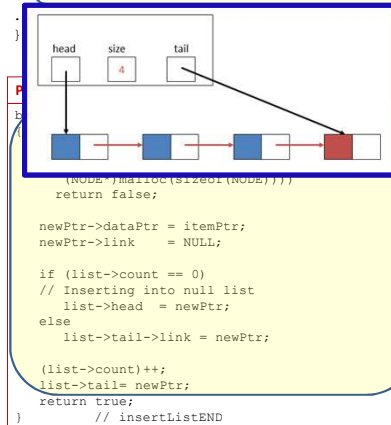 .
}
head size tail
4
P
b
{
(NODE*)malloc(sizeof(NODE))))
return false;
newPtr->dataPtr = itemPtr;
newPtr->link = NULL;
if (list->count == 0)
// Inserting into null list
list->head = newPtr;
else
list->tail->link = newPtr;
(list->count)++;
list->tail= newPtr;
return true;
} // insertListEND